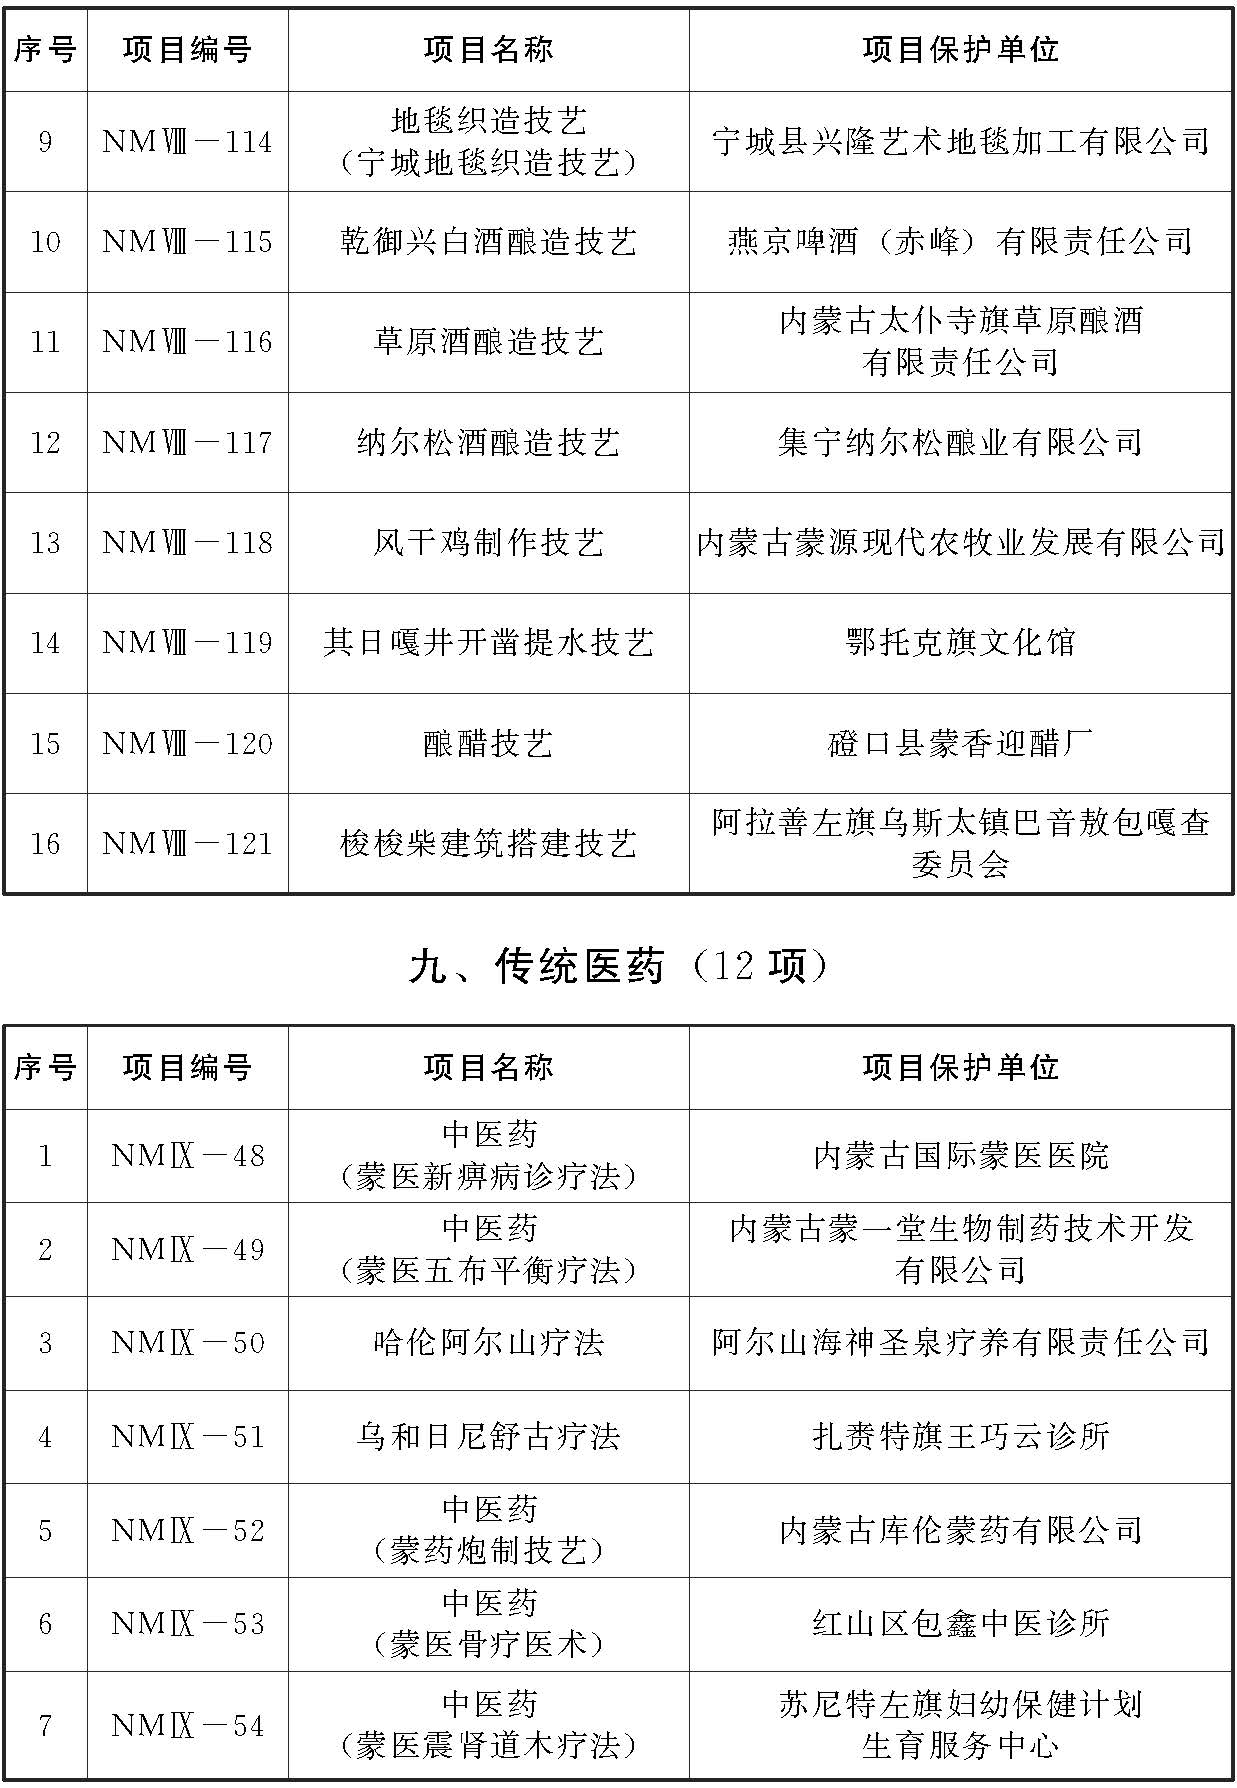 序号 项目编号 项目名称 项目保护单位
9 NMⅧ－114 地毯织造技艺 宁城县兴隆艺术地毯加工有限公司
（宁城地毯织造技艺）
10 NMⅧ－115 乾御兴白酒酿造技艺 燕京啤酒（赤峰）有限责任公司
11 NMⅧ－116 草原酒酿造技艺 内蒙古太仆寺旗草原酿酒
有限责任公司
12 NMⅧ－117 纳尔松酒酿造技艺 集宁纳尔松酿业有限公司
13 NMⅧ－118 风干鸡制作技艺 内蒙古蒙源现代农牧业发展有限公司
14 NMⅧ－119 其日嘎井开凿提水技艺 鄂托克旗文化馆
15 NMⅧ－120 酿醋技艺 磴口县蒙香迎醋厂
16 NMⅧ－121 梭梭柴建筑搭建技艺 阿拉善左旗乌斯太镇巴音敖包嘎查
委员会
九、传统医药（12 项）
序号 项目编号 项目名称 项目保护单位
1 NMⅨ－48 中医药 内蒙古国际蒙医医院
（蒙医新痹病诊疗法）
2 NMⅨ－49 中医药 内蒙古蒙一堂生物制药技术开发
（蒙医五布平衡疗法） 有限公司
3 NMⅨ－50 哈伦阿尔山疗法 阿尔山海神圣泉疗养有限责任公司
4 NMⅨ－51 乌和日尼舒古疗法 扎赉特旗王巧云诊所
5 NMⅨ－52 中医药 内蒙古库伦蒙药有限公司
（蒙药炮制技艺）
6 NMⅨ－53 中医药 红山区包鑫中医诊所
（蒙医骨疗医术）
7 NMⅨ－54 中医药 苏尼特左旗妇幼保健计划
（蒙医震肾道木疗法） 生育服务中心